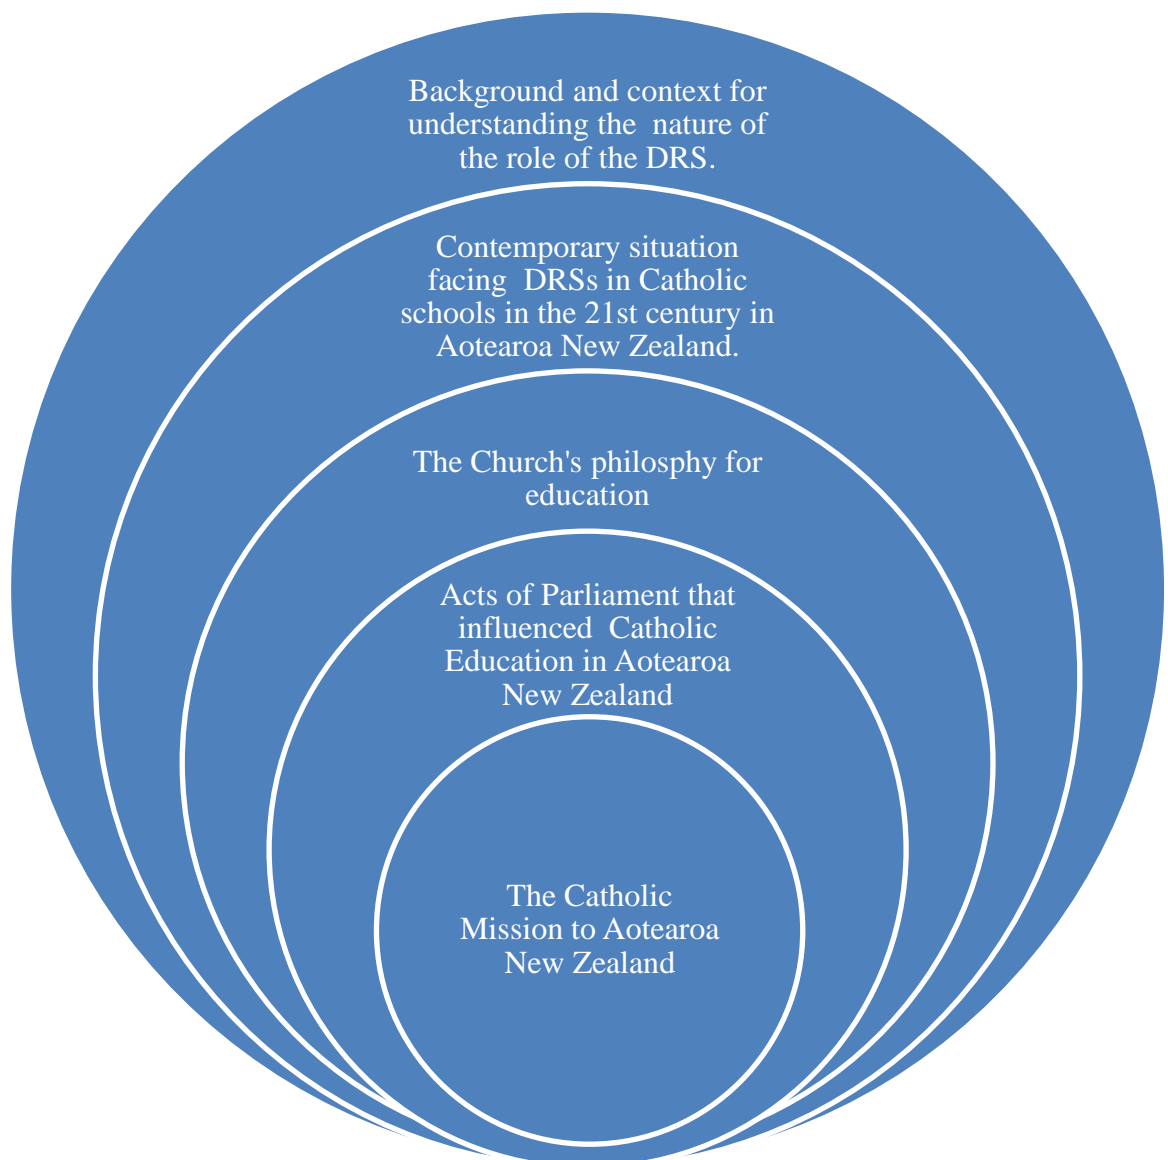 Background and context for
understanding the nature of
the role of the DRS.
Contemporary situation
facing DRSs in Catholic
schools in the 21st century in
Aotearoa New Zealand.
The Church's philosphy for
education
Acts of Parliament that
influenced Catholic
Education in Aotearoa
New Zealand
The Catholic
Mission to Aotearoa
New Zealand